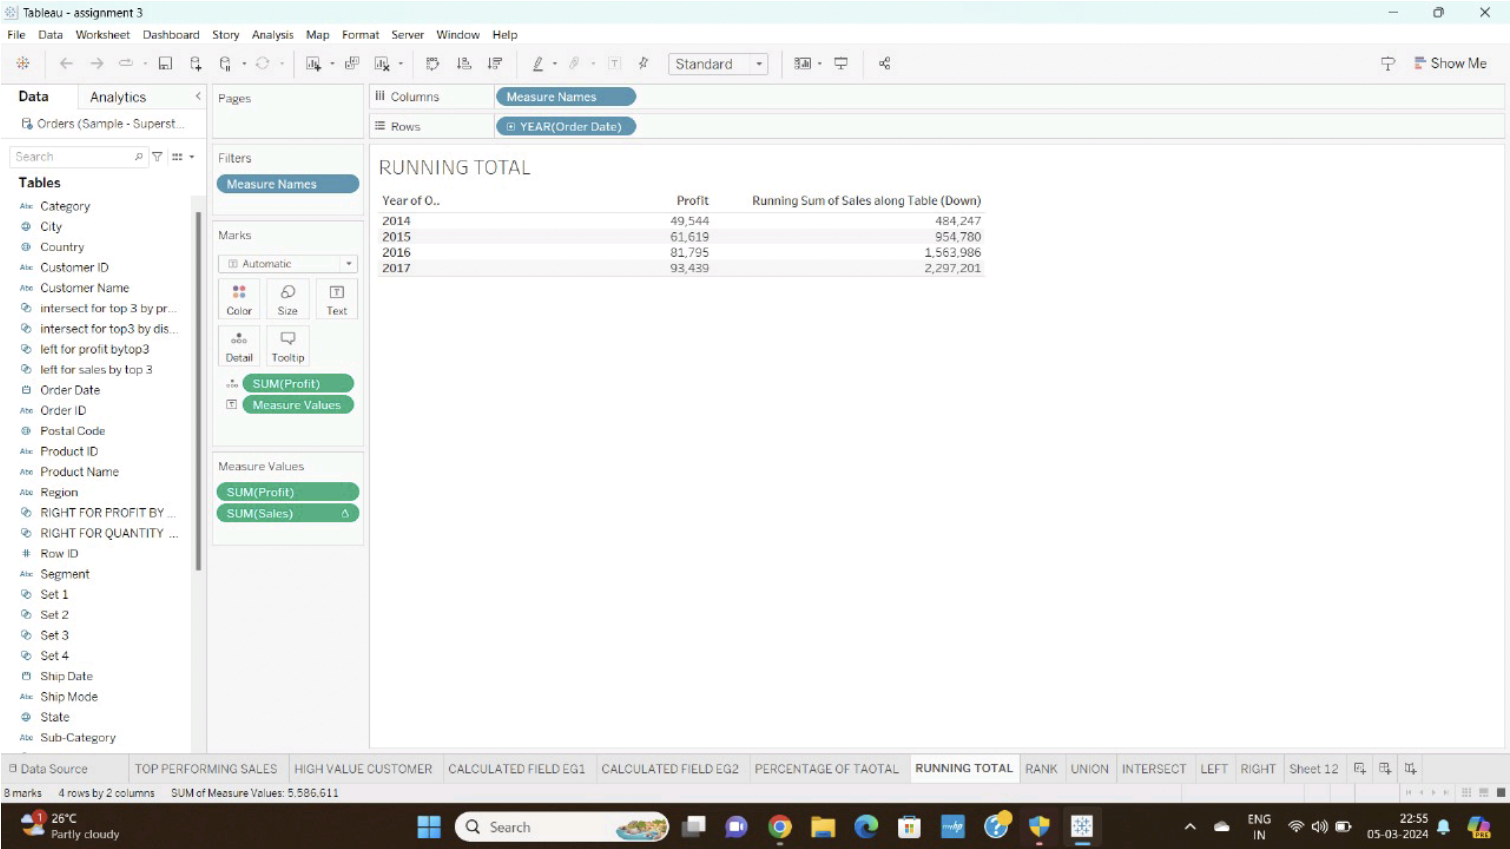 Tableau - assignment 3
File Data Worksheet Dashboard Story Analysis Map Format Server Window Help
Standard
Show Me
Data Analytics
Orders (Sample - Superst...
Search
Tables
Category
City
Country
Customer ID
Customer Name
intersect for top 3 by pr...
intersect for top3 by dis...
left for profit bytop3
left for sales by top 3
Order Date
Order ID
Postal Code
Product ID
Product Name
Region
RIGHT FOR PROFIT BY ...
RIGHT FOR QUANTITY ...
Row ID
Segment
Set 1
Set 2
Set 3
Set 4
Ship Date
Ship Mode
State
Sub-Category
Pages
Filters
Measure Names
Marks
Automatic
Color Size Text
Detail Tooltip
SUM(Profit)
Measure Values
Measure Values
SUM(Profit)
SUM(Sales)
Columns Measure Names
Rows YEAR(Order Date)
RUNNING TOTAL
Year of O.. Profit Running Sum of Sales along Table (Down)
2014 49,544 484,247
2015 61,619 954,780
2016 81,795 1,563,986
2017 93,439 2,297,201
Data Source TOP PERFORMING SALES HIGH VALUE CUSTOMER CALCULATED FIELD EG1 CALCULATED FIELD EG2 PERCENTAGE OF TAOTAL RUNNING TOTAL RANK UNION INTERSECT LEFT RIGHT Sheet 12
8 marks 4 rows by 2 columns SUM of Measure Values: 5,586,611
1
26°C
Partly cloudy
Search
ENG
IN
22:55
05-03-2024